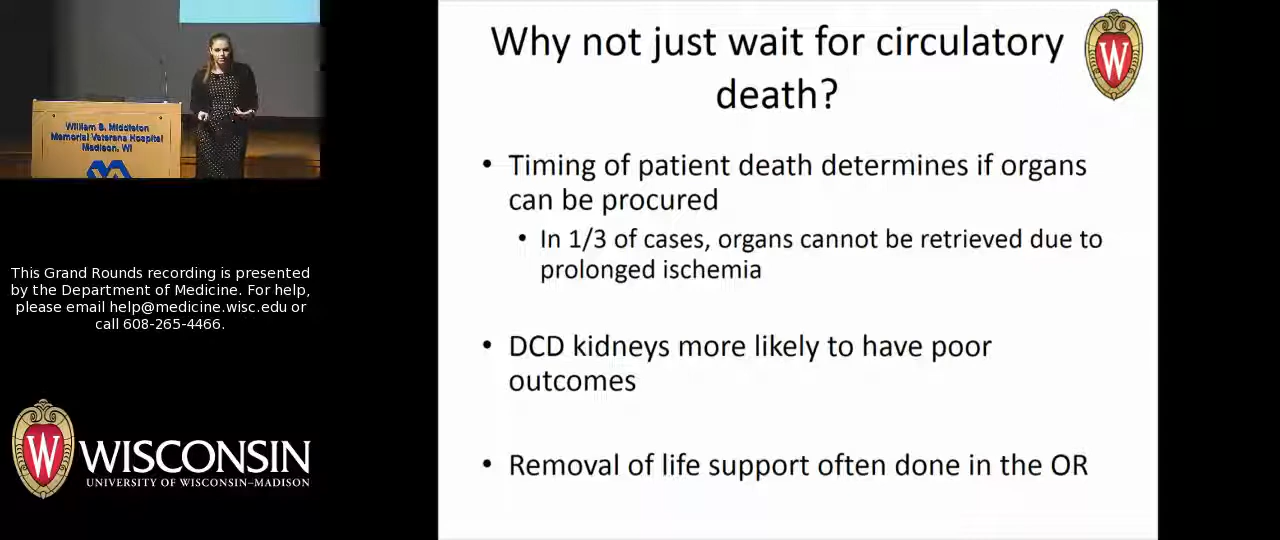 William S. Middleton
Memorial Veterans Hospital
Madison, WI
This Grand Rounds recording is presented
by the Department of Medicine. For help,
please email help@medicine.wisc.edu or
call 608-265-4466.
W
WISCONSIN
UNIVERSITY OF WISCONSIN–MADISON
Why not just wait for circulatory
death?
W
• Timing of patient death determines if organs
can be procured
• In 1/3 of cases, organs cannot be retrieved due to
prolonged ischemia
• DCD kidneys more likely to have poor
outcomes
• Removal of life support often done in the OR